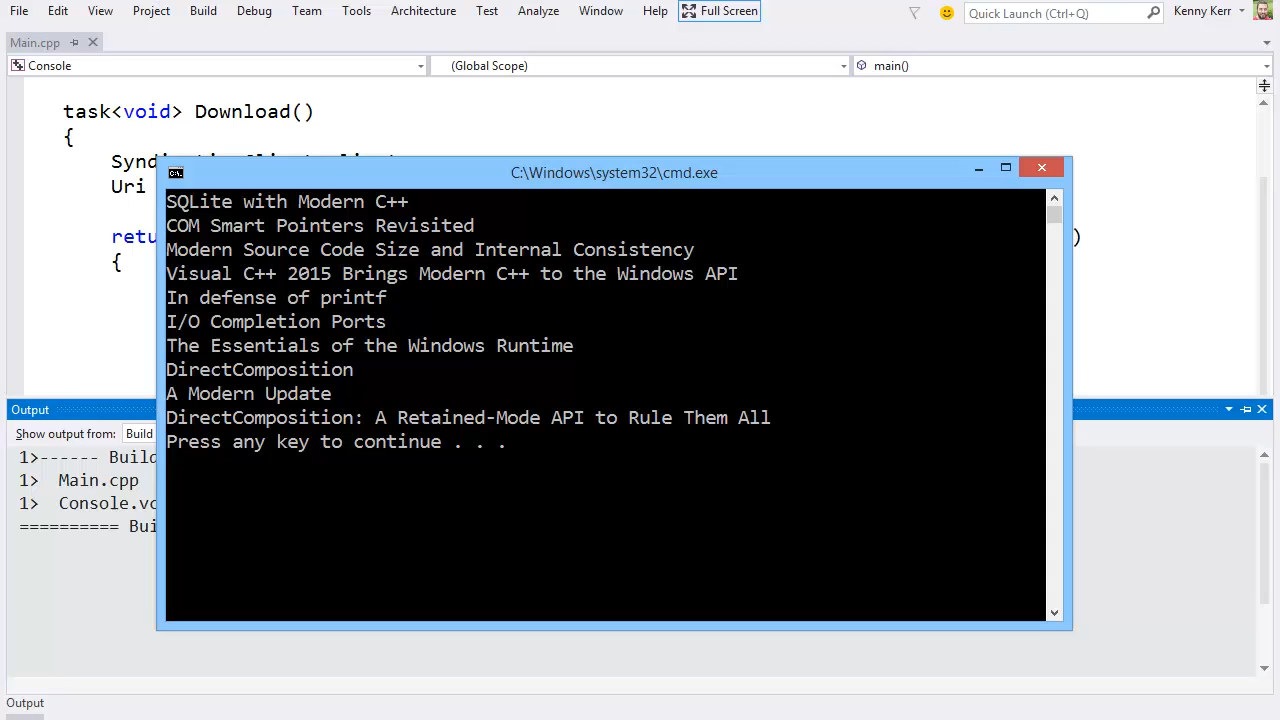 File Edit View Project Build Debug Team Tools Architecture Test Analyze Window Help Full Screen Quick Launch (Ctrl+Q) Kenny Kerr
Main.cpp
Console (Global Scope) main()
task<void> Download()
{
Uri
{
)
C:\Windows\system32\cmd.exe
SQLite with Modern C++
COM Smart Pointers Revisited
Modern Source Code Size and Internal Consistency
Visual C++ 2015 Brings Modern C++ to the Windows API
In defense of printf
I/O Completion Ports
The Essentials of the Windows Runtime
DirectComposition
A Modern Update
DirectComposition: A Retained-Mode API to Rule Them All
Press any key to continue . . .
Output
Show output from: Build
1>------ Build
1> Main.cpp
1> Console.vc
========== Bui
Output